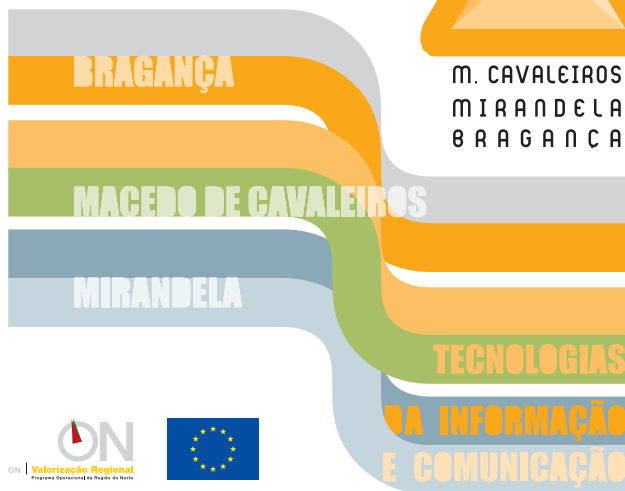 BRAGANÇA
M. CAVALEIROS
MIRANDELA
BRAGANÇA
MACEDO DE CAVALEIROS
MIRANDELA
TECNOLOGIAS
DA INFORMAÇÃO
E COMUNICAÇÃO
ON
ON | Valorização Regional
Programa Operacional da Região do Norte